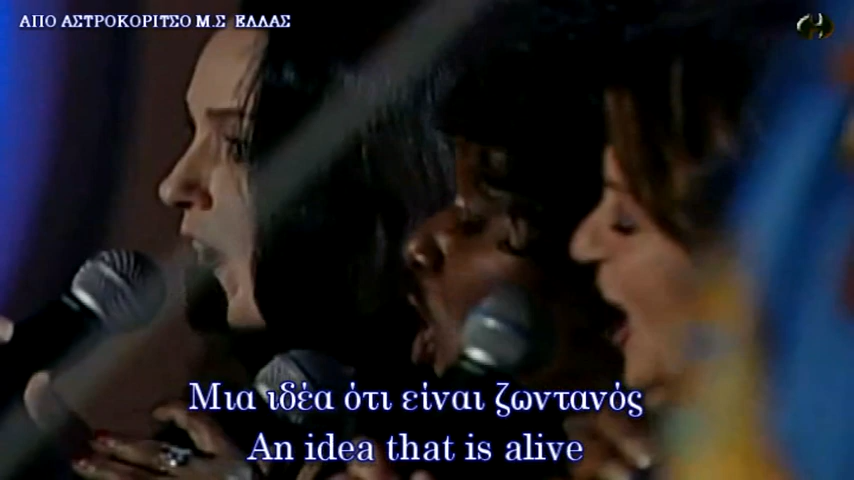 ΑΠΟ ΑΣΤΡΟΚΟΡΙΤΣΟ Μ.Σ ΕΛΛΑΣ
Μια ιδέα ότι είναι ζωντανός
An idea that is alive